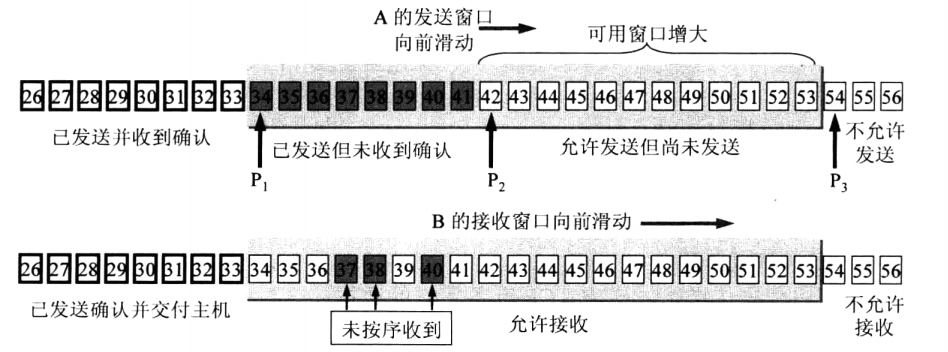 A 的发送窗口
向前滑动
可用窗口增大
26 27 28 29 30 31 32 33 34 35 36 37 38 39 40 41 42 43 44 45 46 47 48 49 50 51 52 53 54 55 56
已发送并收到确认
已发送但未收到确认
允许发送但尚未发送
不允许
发送
P1
P2
P3
B 的接收窗口向前滑动
26 27 28 29 30 31 32 33 34 35 36 37 38 39 40 41 42 43 44 45 46 47 48 49 50 51 52 53 54 55 56
已发送确认并交付主机
未按序收到
允许接收
不允许
接收